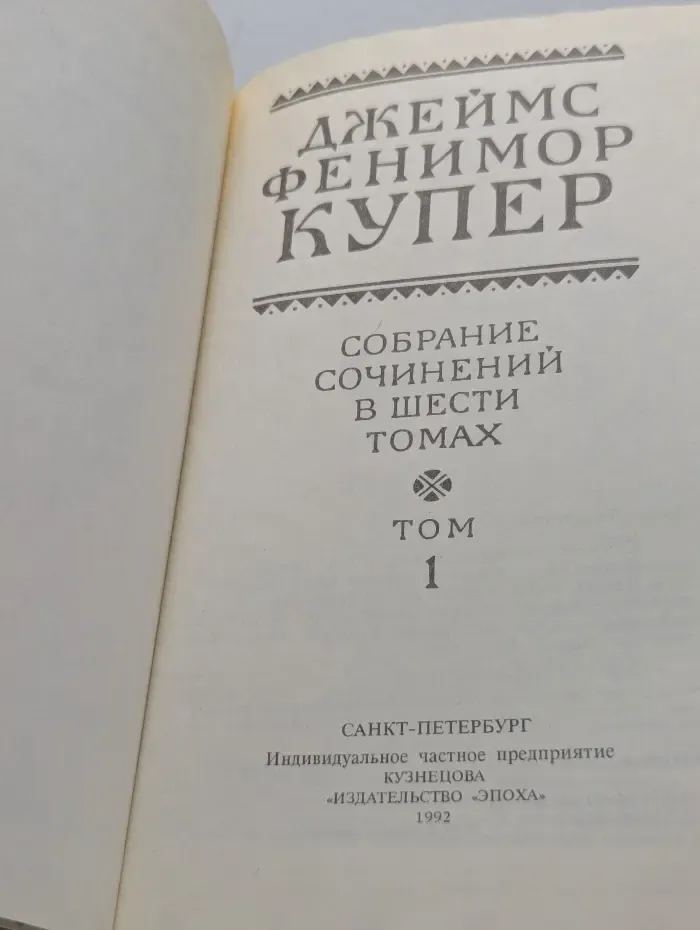 ДЖЕЙМС
ФЕНИМОР
КУПЕР
СОБРАНИЕ
СОЧИНЕНИЙ
В ШЕСТИ
ТОМАХ
ТОМ
1
САНКТ-ПЕТЕРБУРГ
Индивидуальное частное предприятие
КУЗНЕЦОВА
«ИЗДАТЕЛЬСТВО «ЭПОХА»
1992